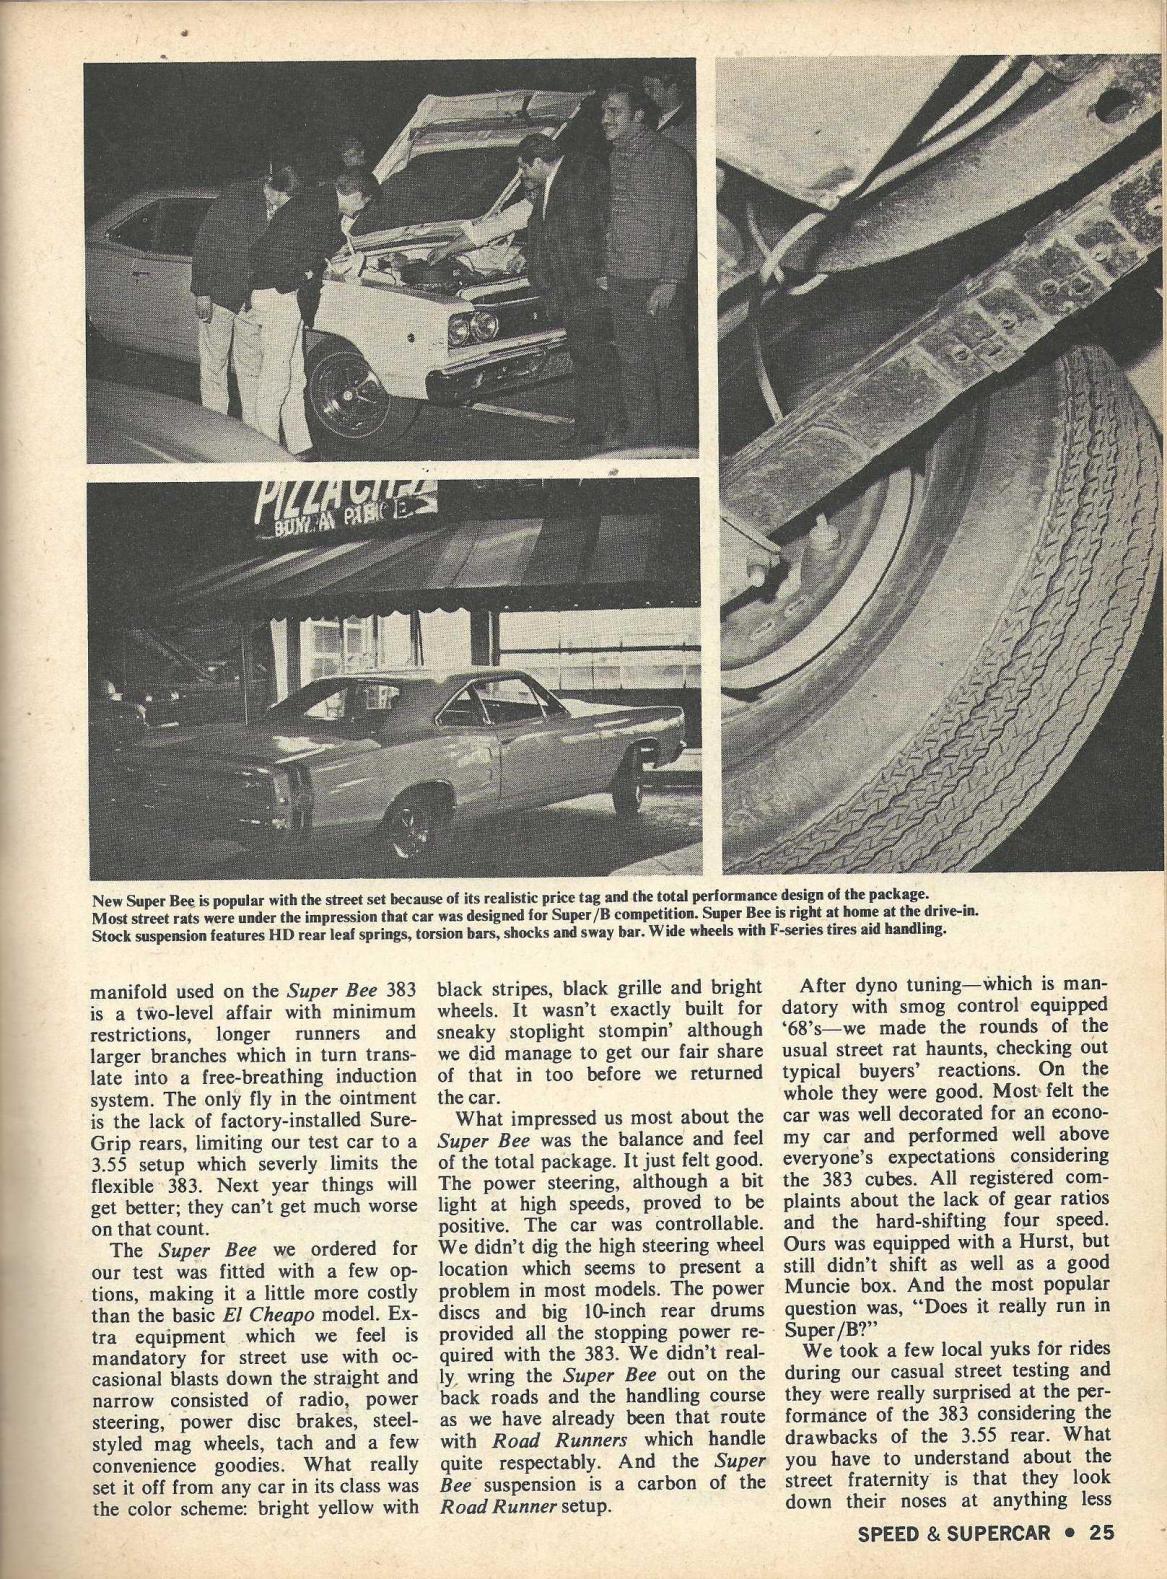 PIZZA
New Super Bee is popular with the street set because of its realistic price tag and the total performance design of the package.
Most street rats were under the impression that car was designed for Super/B competition. Super Bee is right at home at the drive-in.
Stock suspension features HD rear leaf springs, torsion bars, shocks and sway bar. Wide wheels with F-series tires aid handling.
manifold used on the Super Bee 383
is a two-level affair with minimum
restrictions, longer runners and
larger branches which in turn trans-
late into a free-breathing induction
system. The only fly in the ointment
is the lack of factory-installed Sure-
Grip rears, limiting our test car to a
3.55 setup which severly limits the
flexible 383. Next year things will
get better; they can't get much worse
on that count.
The Super Bee we ordered for
our test was fitted with a few op-
tions, making it a little more costly
than the basic El Cheapo model. Ex-
tra equipment which we feel is
mandatory for street use with oc-
casional blasts down the straight and
narrow consisted of radio, power
steering, power disc brakes, steel-
styled mag wheels, tach and a few
convenience goodies. What really
set it off from any car in its class was
the color scheme: bright yellow with
black stripes, black grille and bright
wheels. It wasn't exactly built for
sneaky stoplight stompin' although
we did manage to get our fair share
of that in too before we returned
the car.
What impressed us most about the
Super Bee was the balance and feel
of the total package. It just felt good.
The power steering, although a bit
light at high speeds, proved to be
positive. The car was controllable.
We didn't dig the high steering wheel
location which seems to present a
problem in most models. The power
discs and big 10-inch rear drums
provided all the stopping power re-
quired with the 383. We didn't real-
ly wring the Super Bee out on the
back roads and the handling course
as we have already been that route
with Road Runners which handle
quite respectably. And the Super
Bee suspension is a carbon of the
Road Runner setup.
After dyno tuning—which is man-
datory with smog control equipped
'68's—we made the rounds of the
usual street rat haunts, checking out
typical buyers' reactions. On the
whole they were good. Most felt the
car was well decorated for an econo-
my car and performed well above
everyone's expectations considering
the 383 cubes. All registered com-
plaints about the lack of gear ratios
and the hard-shifting four speed.
Ours was equipped with a Hurst, but
still didn't shift as well as a good
Muncie box. And the most popular
question was, "Does it really run in
Super/B?"
We took a few local yuks for rides
during our casual street testing and
they were really surprised at the per-
formance of the 383 considering the
drawbacks of the 3.55 rear. What
you have to understand about the
street fraternity is that they look
down their noses at anything less
SPEED & SUPERCAR • 25